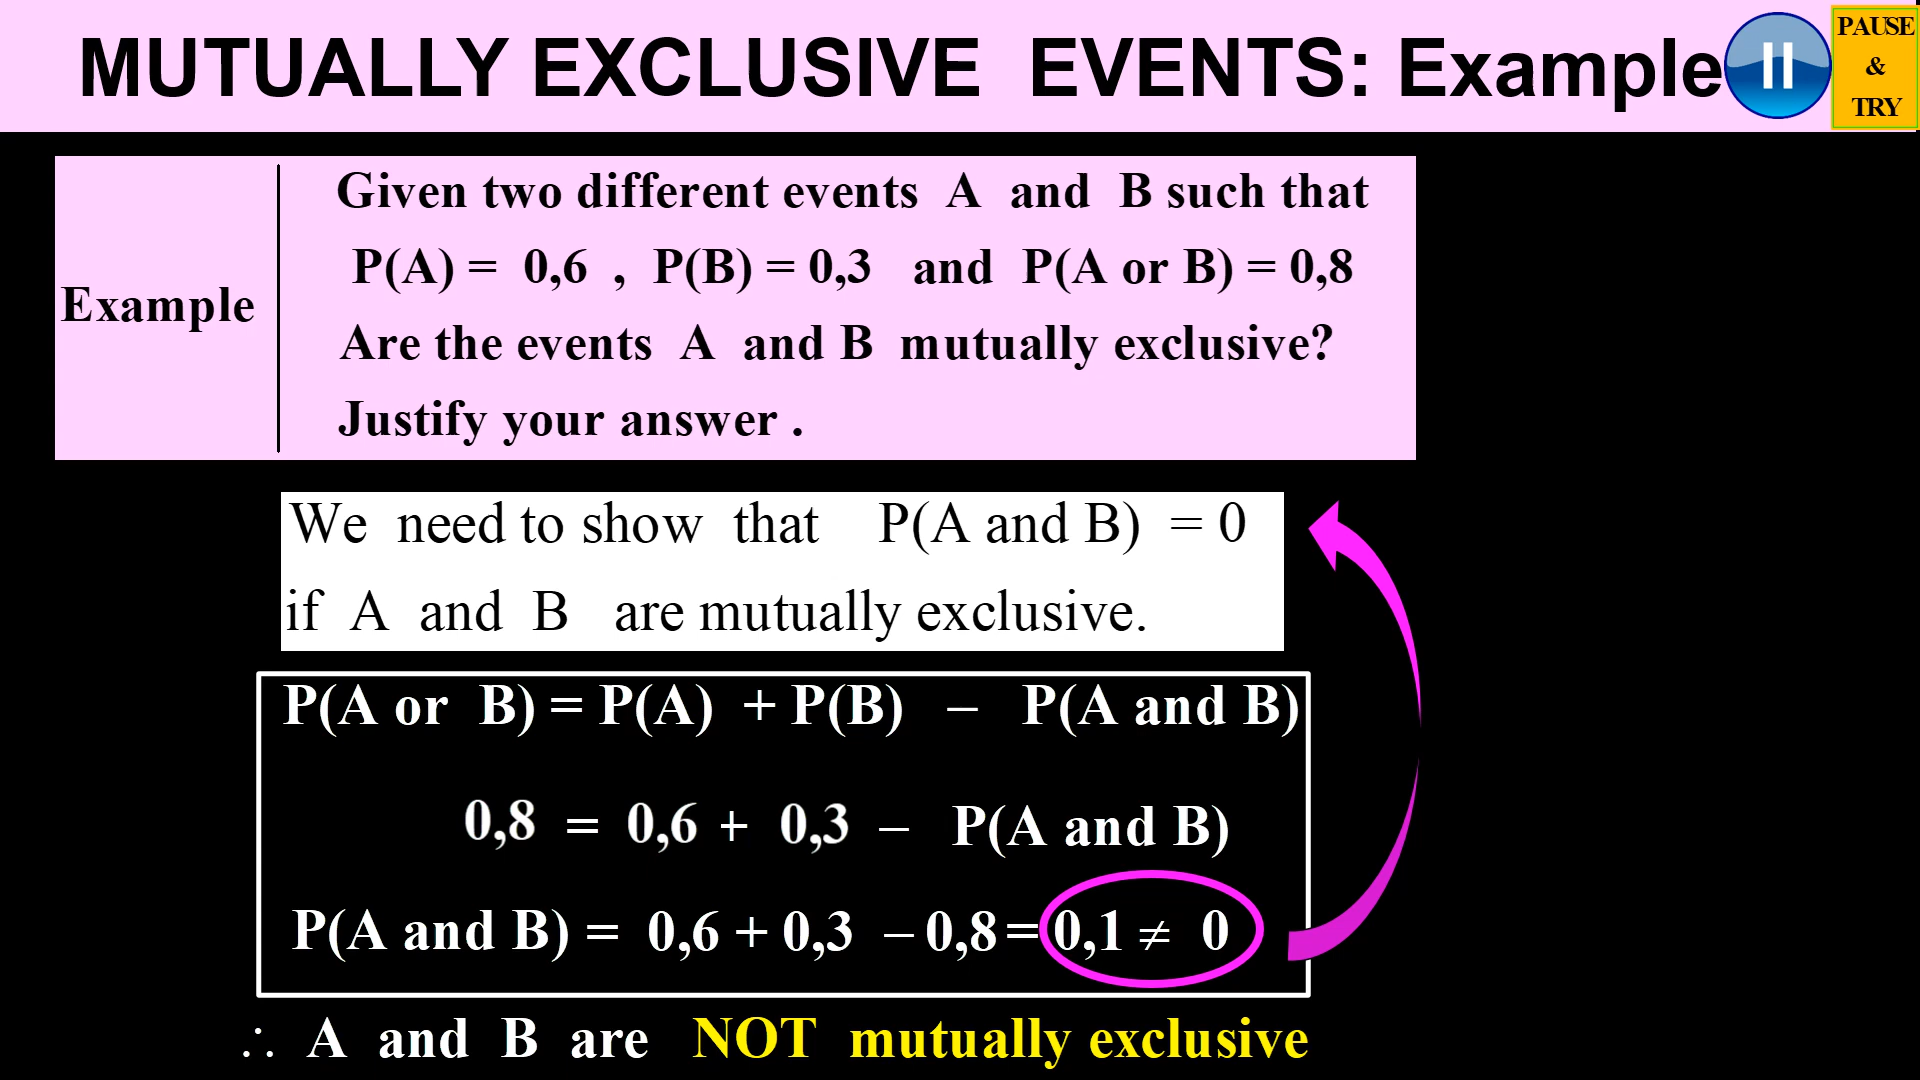 MUTUALLY EXCLUSIVE EVENTS: Example
PAUSE
&
TRY
Example
Given two different events A and B such that
P(A) = 0,6 , P(B) = 0,3 and P(A or B) = 0,8
Are the events A and B mutually exclusive?
Justify your answer .
We need to show that P(A and B) = 0
if A and B are mutually exclusive.
P(A or B) = P(A) + P(B) – P(A and B)
0,8 = 0,6 + 0,3 – P(A and B)
P(A and B) = 0,6 + 0,3 – 0,8 = 0,1 ≠ 0
∴ A and B are NOT mutually exclusive